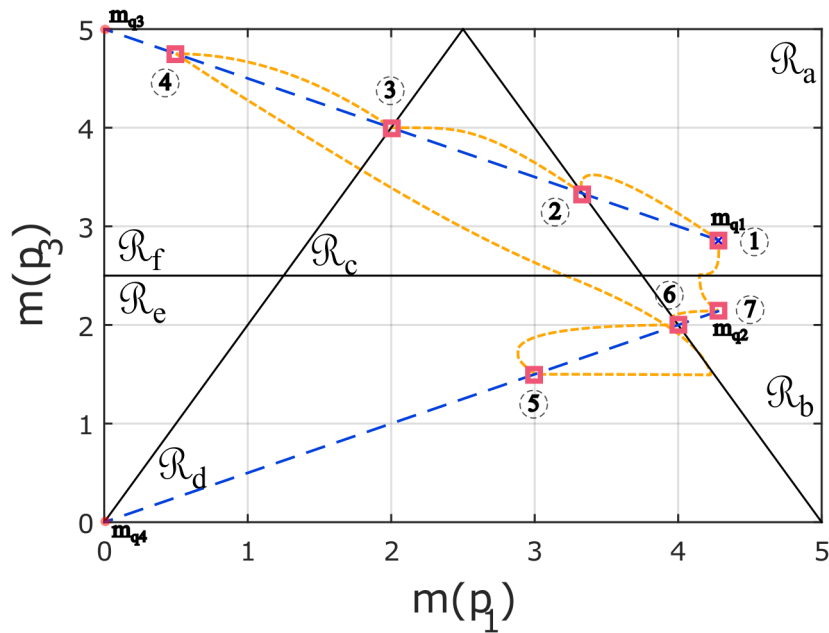 m_q3
5
ℛ_a
4
3
4
2
m_q1
1
3
ℛ_f
ℛ_c
m(p_3)
ℛ_e
6
7
2
m_q2
5
ℛ_b
1
ℛ_d
0
m_q4
0 1 2 3 4 5
m(p_1)